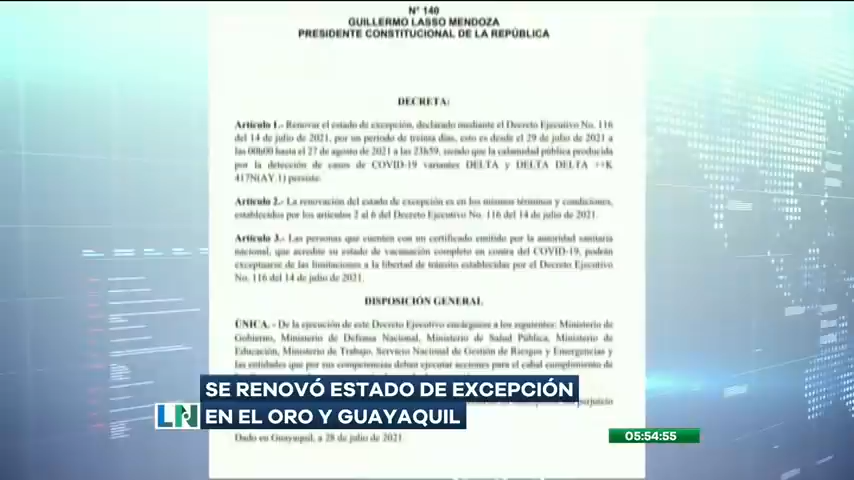 N° 140
GUILLERMO LASSO MENDOZA
PRESIDENTE CONSTITUCIONAL DE LA REPÚBLICA
DECRETA:
Artículo 1.- Renovar el estado de excepción, declarado mediante el Decreto Ejecutivo No. 116
del 14 de julio de 2021, por un periodo de treinta días, esto es desde el 29 de julio de 2021 a
las 00h00 hasta el 27 de agosto de 2021 a las 23h59, siendo que la calamidad pública producida
por la detección de casos de COVID-19 variantes DELTA y DELTA DELTA ++K
417N(AY.1) persiste.
Artículo 2.- La renovación del estado de excepción es en los mismos términos y condiciones,
establecidos por los artículos 2 al 6 del Decreto Ejecutivo No. 116 del 14 de julio de 2021.
Artículo 3.- Las personas que cuenten con un certificado emitido por la autoridad sanitaria
nacional, que acredite su estado de vacunación completo en contra del COVID-19, podrán
exceptuarse de las limitaciones a la libertad de tránsito establecidas por el Decreto Ejecutivo
No. 116 del 14 de julio de 2021.
DISPOSICIÓN GENERAL
ÚNICA. - De la ejecución de este Decreto Ejecutivo encárguese a los siguientes: Ministerio de
Gobierno, Ministerio de Defensa Nacional, Ministerio de Salud Pública, Ministerio de
Educación, Ministerio de Trabajo, Servicio Nacional de Gestión de Riesgos y Emergencias y
las entidades que por sus competencias deban ejecutar acciones para el cabal cumplimiento de
SE RENOVÓ ESTADO DE EXCEPCIÓN
perjuicio
LN EN EL ORO Y GUAYAQUIL
05:54:55
Dado en Guayaquil, a 28 de julio de 2021